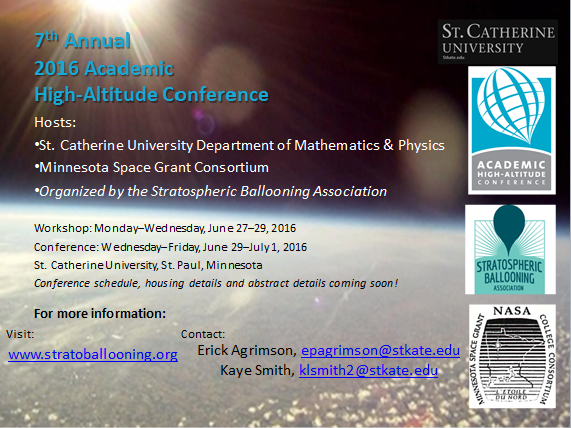 7th Annual
2016 Academic
High-Altitude Conference
Hosts:
•St. Catherine University Department of Mathematics & Physics
•Minnesota Space Grant Consortium
•Organized by the Stratospheric Ballooning Association
Workshop: Monday–Wednesday, June 27–29, 2016
Conference: Wednesday–Friday, June 29–July 1, 2016
St. Catherine University, St. Paul, Minnesota
Conference schedule, housing details and abstract details coming soon!
For more information:
Visit:
www.stratoballooning.org
Contact:
Erick Agrimson, epagrimson@stkate.edu
Kaye Smith, klsmith2@stkate.edu
ST. CATHERINE
UNIVERSITY
Stkate.edu
ACADEMIC
HIGH-ALTITUDE
CONFERENCE
STRATOSPHERIC
BALLOONING
ASSOCIATION
NASA
MINNESOTA SPACE GRANT
COLLEGE CONSORTIUM
L'ETOILE
DU NORD